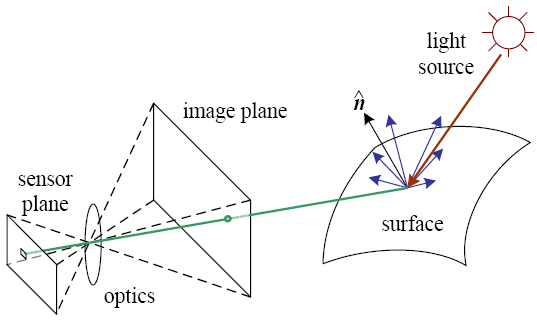 light
source
n̂
image plane
sensor
plane
surface
optics